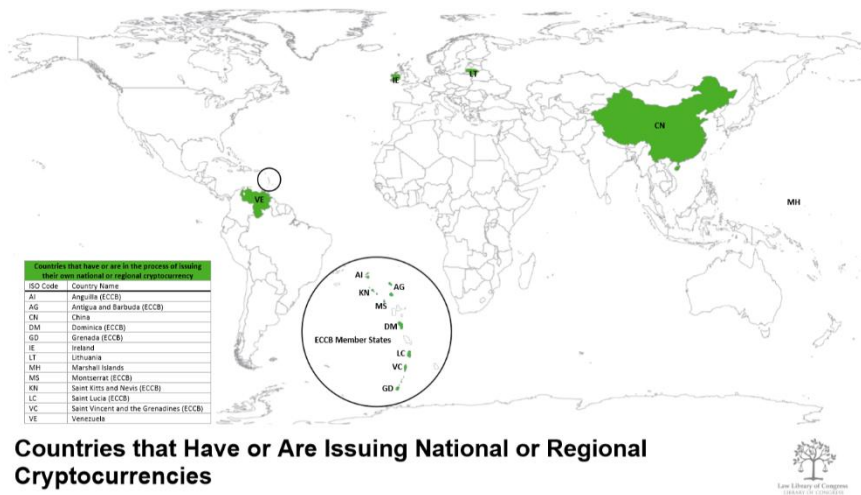 IE
LT
CN
VE
MH
Countries that have or are in the process of issuing
their own national or regional cryptocurrency
ISO Code Country Name
AI Anguilla (ECCB)
AG Antigua and Barbuda (ECCB)
CN China
DM Dominica (ECCB)
GD Grenada (ECCB)
IE Ireland
LT Lithuania
MH Marshall Islands
MS Montserrat (ECCB)
KN Saint Kitts and Nevis (ECCB)
LC Saint Lucia (ECCB)
VC Saint Vincent and the Grenadines (ECCB)
VE Venezuela
AI
AG
KN
MS
DM
ECCB Member States
LC
VC
GD
Countries that Have or Are Issuing National or Regional
Cryptocurrencies
Law Library of Congress
LIBRARY OF CONGRESS